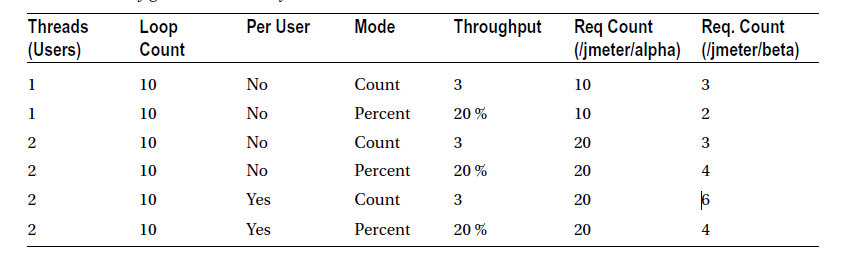 Threads Loop Per User Mode Throughput Req Count Req. Count
(Users) Count (/jmeter/alpha) (/jmeter/beta)
1 10 No Count 3 10 3
1 10 No Percent 20 % 10 2
2 10 No Count 3 20 3
2 10 No Percent 20 % 20 4
2 10 Yes Count 3 20 6
2 10 Yes Percent 20 % 20 4